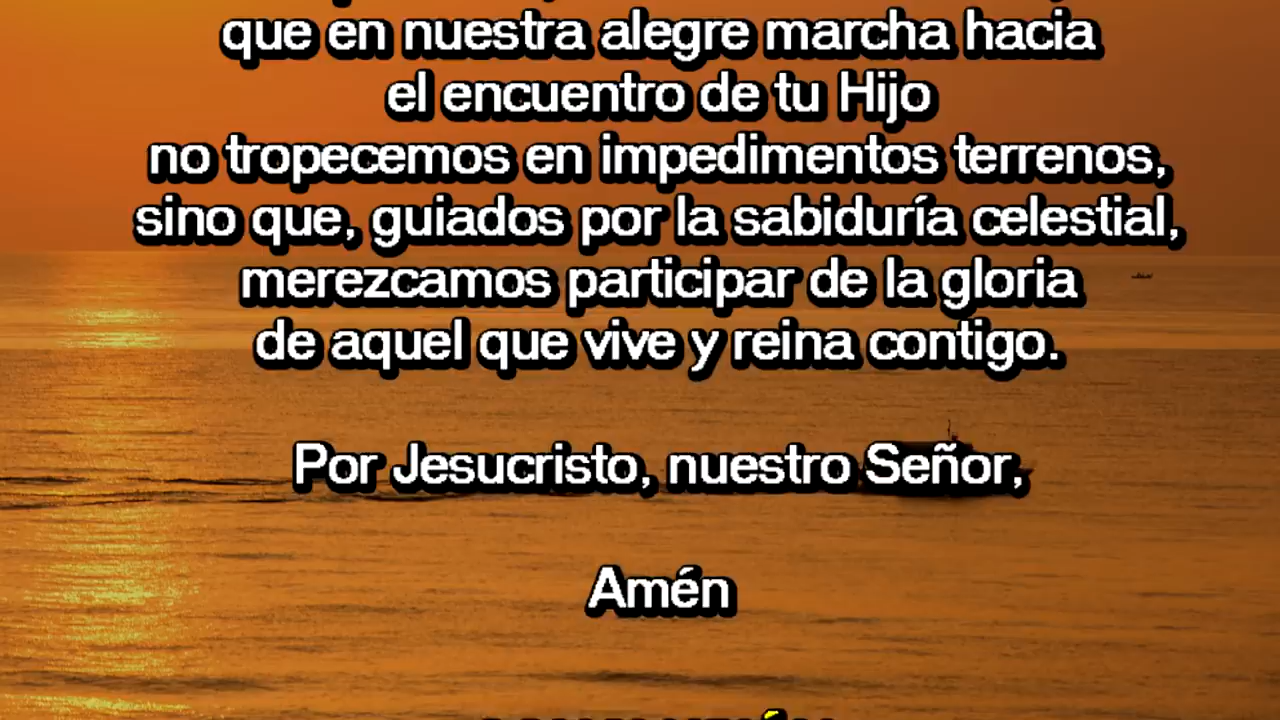 que en nuestra alegre marcha hacia
el encuentro de tu Hijo
no tropecemos en impedimentos terrenos,
sino que, guiados por la sabiduría celestial,
merezcamos participar de la gloria
de aquel que vive y reina contigo.
Por Jesucristo, nuestro Señor,
Amén